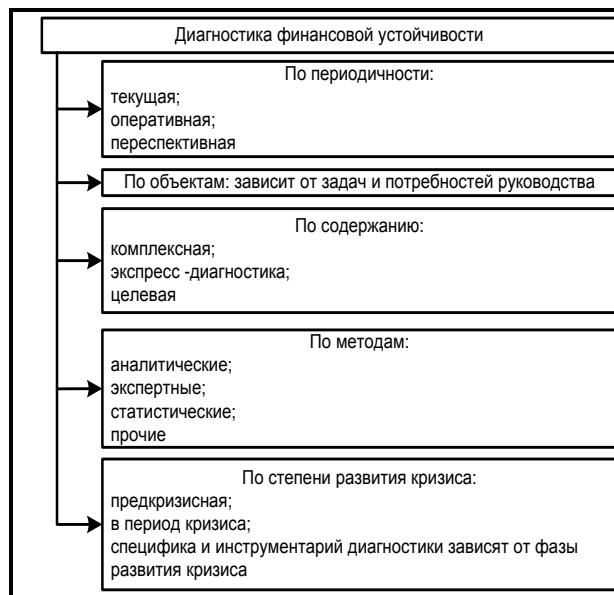 Диагностика финансовой устойчивости
По периодичности:
текущая;
оперативная;
переспективная
По объектам: зависит от задач и потребностей руководства
По содержанию:
комплексная;
экспресс -диагностика;
целевая
По методам:
аналитические;
экспертные;
статистические;
прочие
По степени развития кризиса:
предкризисная;
в период кризиса;
специфика и инструментарий диагностики зависят от фазы
развития кризиса